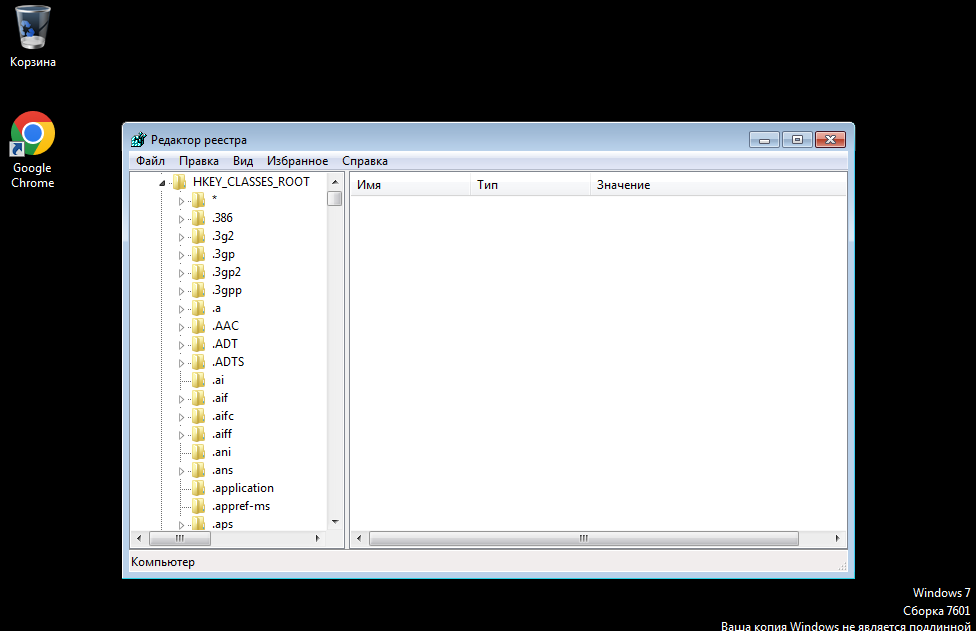 Корзина
Google
Chrome
Редактор реестра
Файл Правка Вид Избранное Справка
HKEY_CLASSES_ROOT
*
.386
.3g2
.3gp
.3gp2
.3gpp
.a
.AAC
.ADT
.ADTS
.ai
.aif
.aifc
.aiff
.ani
.ans
.application
.appref-ms
.aps
Имя Тип Значение
Компьютер
Windows 7
Сборка 7601
Ваша копия Windows не является подлинной